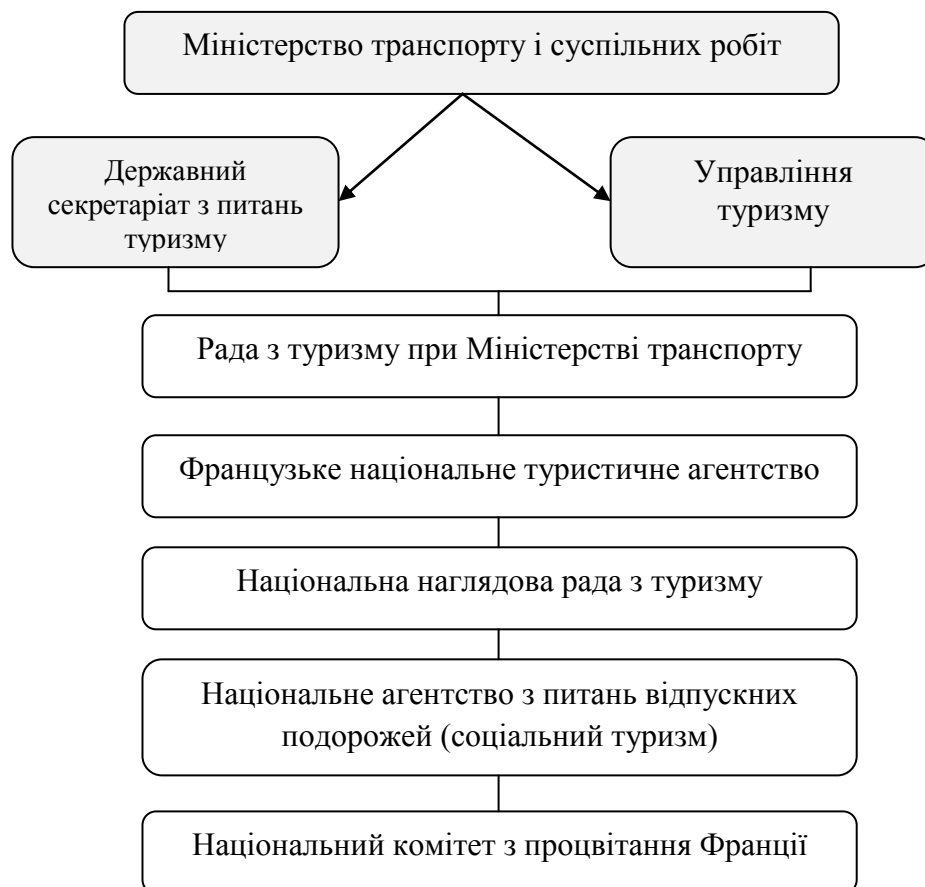 Міністерство транспорту і суспільних робіт
Державний
секретаріат з питань
туризму
Управління
туризму
Рада з туризму при Міністерстві транспорту
Французьке національне туристичне агентство
Національна наглядова рада з туризму
Національне агентство з питань відпускних
подорожей (соціальний туризм)
Національний комітет з процвітання Франції